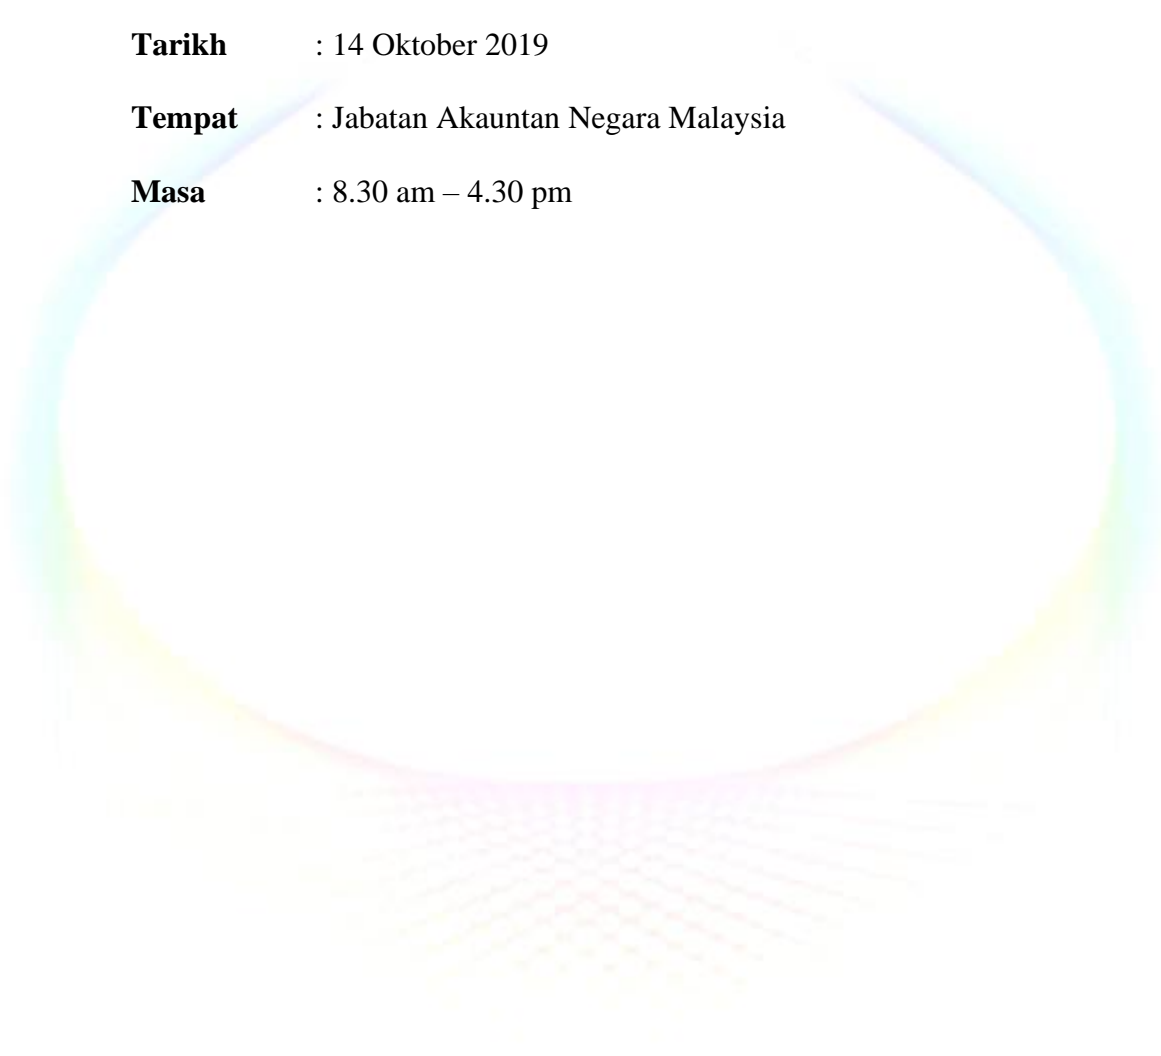 Tarikh : 14 Oktober 2019
Tempat : Jabatan Akauntan Negara Malaysia
Masa : 8.30 am – 4.30 pm